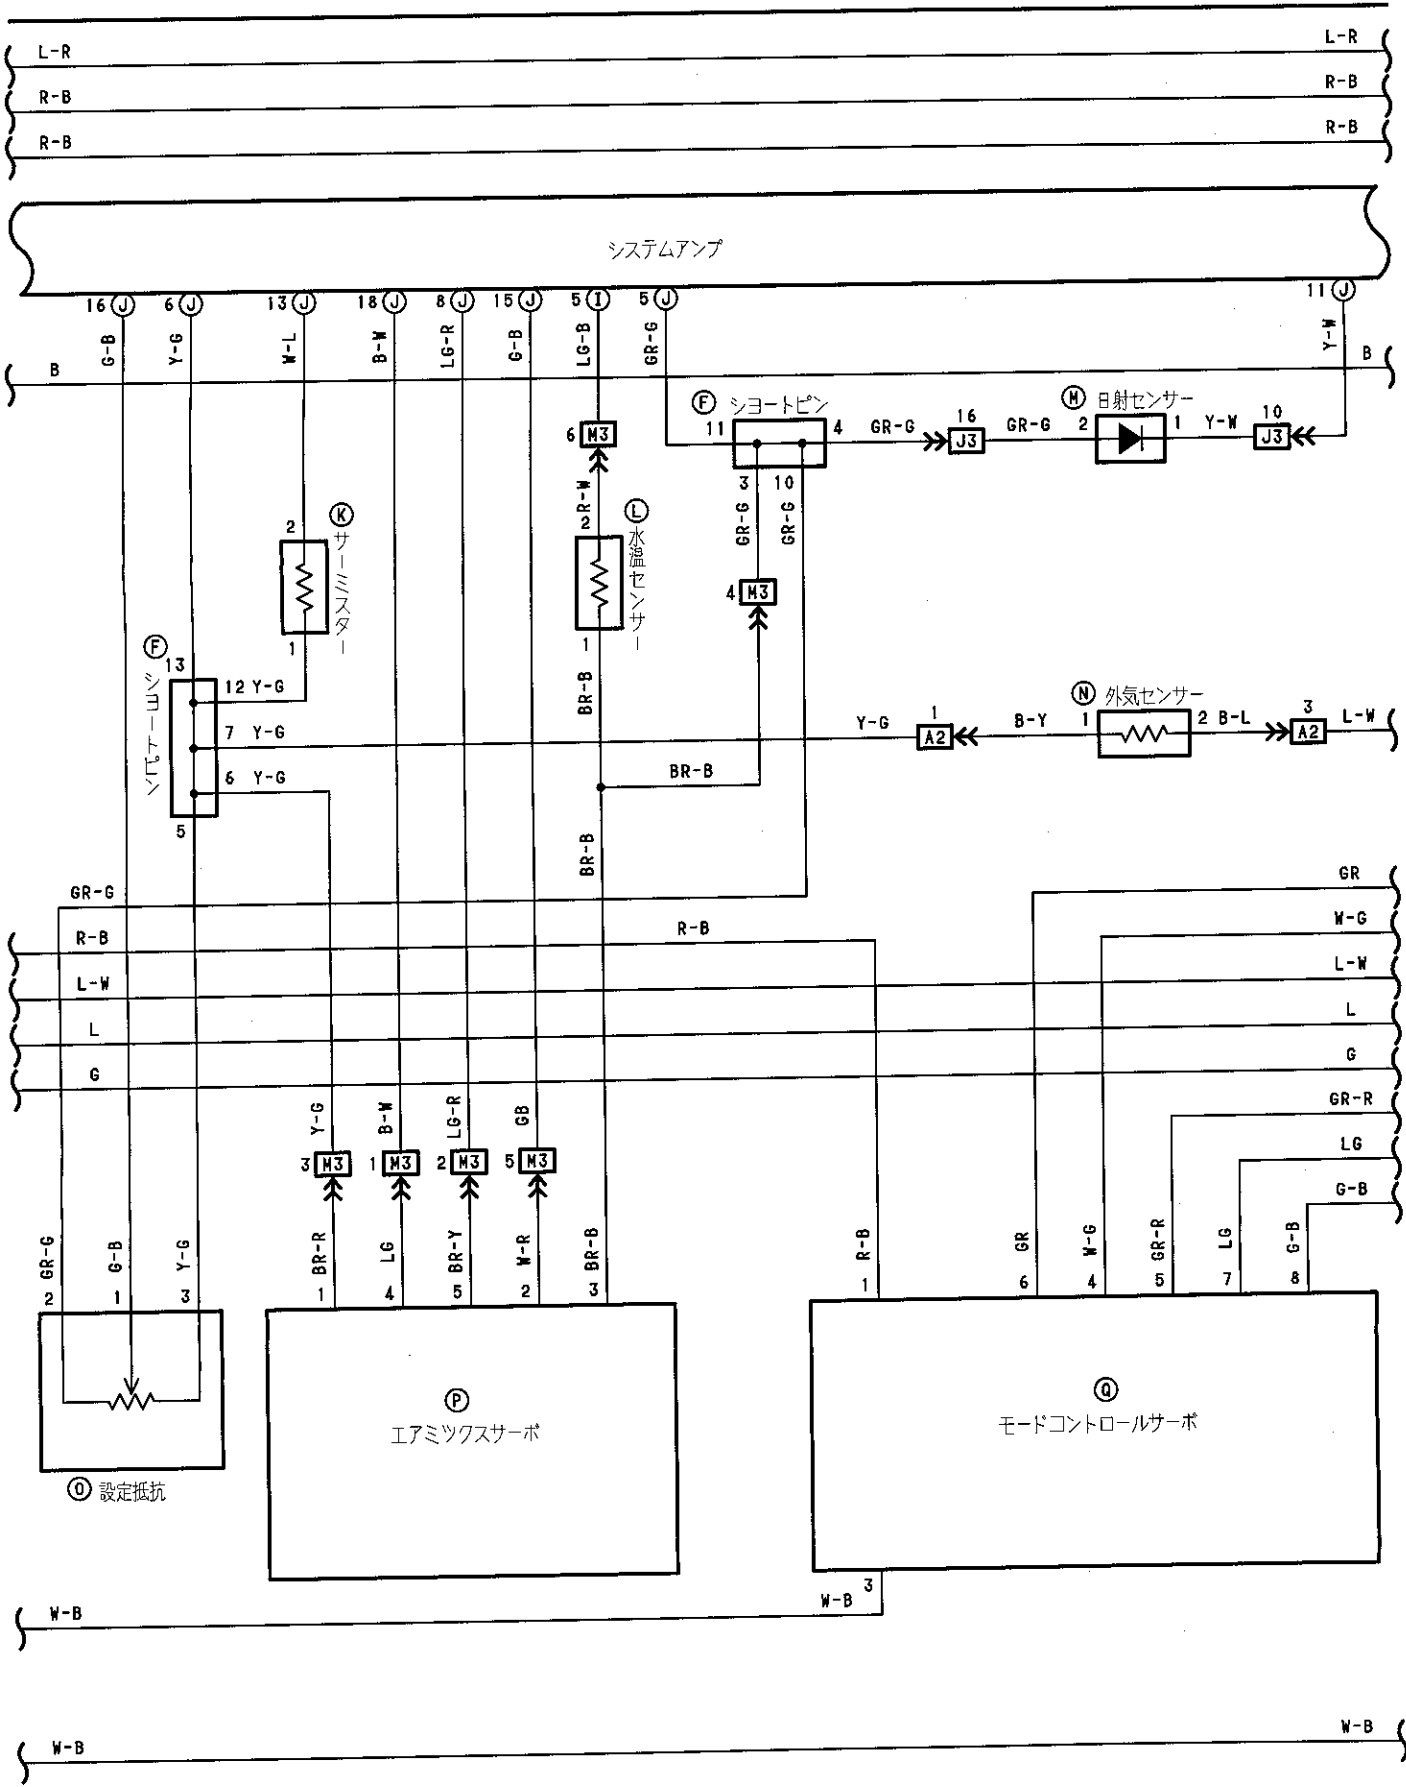 L-R L-R
R-B R-B
R-B R-B
システムアンプ
16 J 6 J 13 J 18 J 8 J 15 J 5 I 5 J 11 J
G-B Y-G W-L B-W LG-R G-B LG-B GR-G Y-W
B B
F シヨートピン
M 日射センサー
11 4 GR-G 16 J3 GR-G 2 1 Y-W 10 J3
6 M3
3 10
R-W GR-G GR-G
2 K サーミスター
2 L 水温センサー
4 M3
1 1
F シヨートピン
13
12 Y-G
BR-B
N 外気センサー
7 Y-G Y-G 1 A2 B-Y 1 2 B-L 3 A2 L-W
6 Y-G BR-B
5
BR-B
GR-G GR
R-B R-B W-G
L-W L-W
L L
G G
Y-G B-W LG-R GB GR-R
3 M3 1 M3 2 M3 5 M3 LG
G-B
GR-G G-B Y-G BR-R LG BR-Y W-R BR-B R-B GR W-G GR-R LG G-B
2 1 3 1 4 5 2 3 1 6 4 5 7 8
P
エアミツクスサーボ
Q
モードコントロールサーボ
O 設定抵抗
W-B W-B 3
W-B W-B